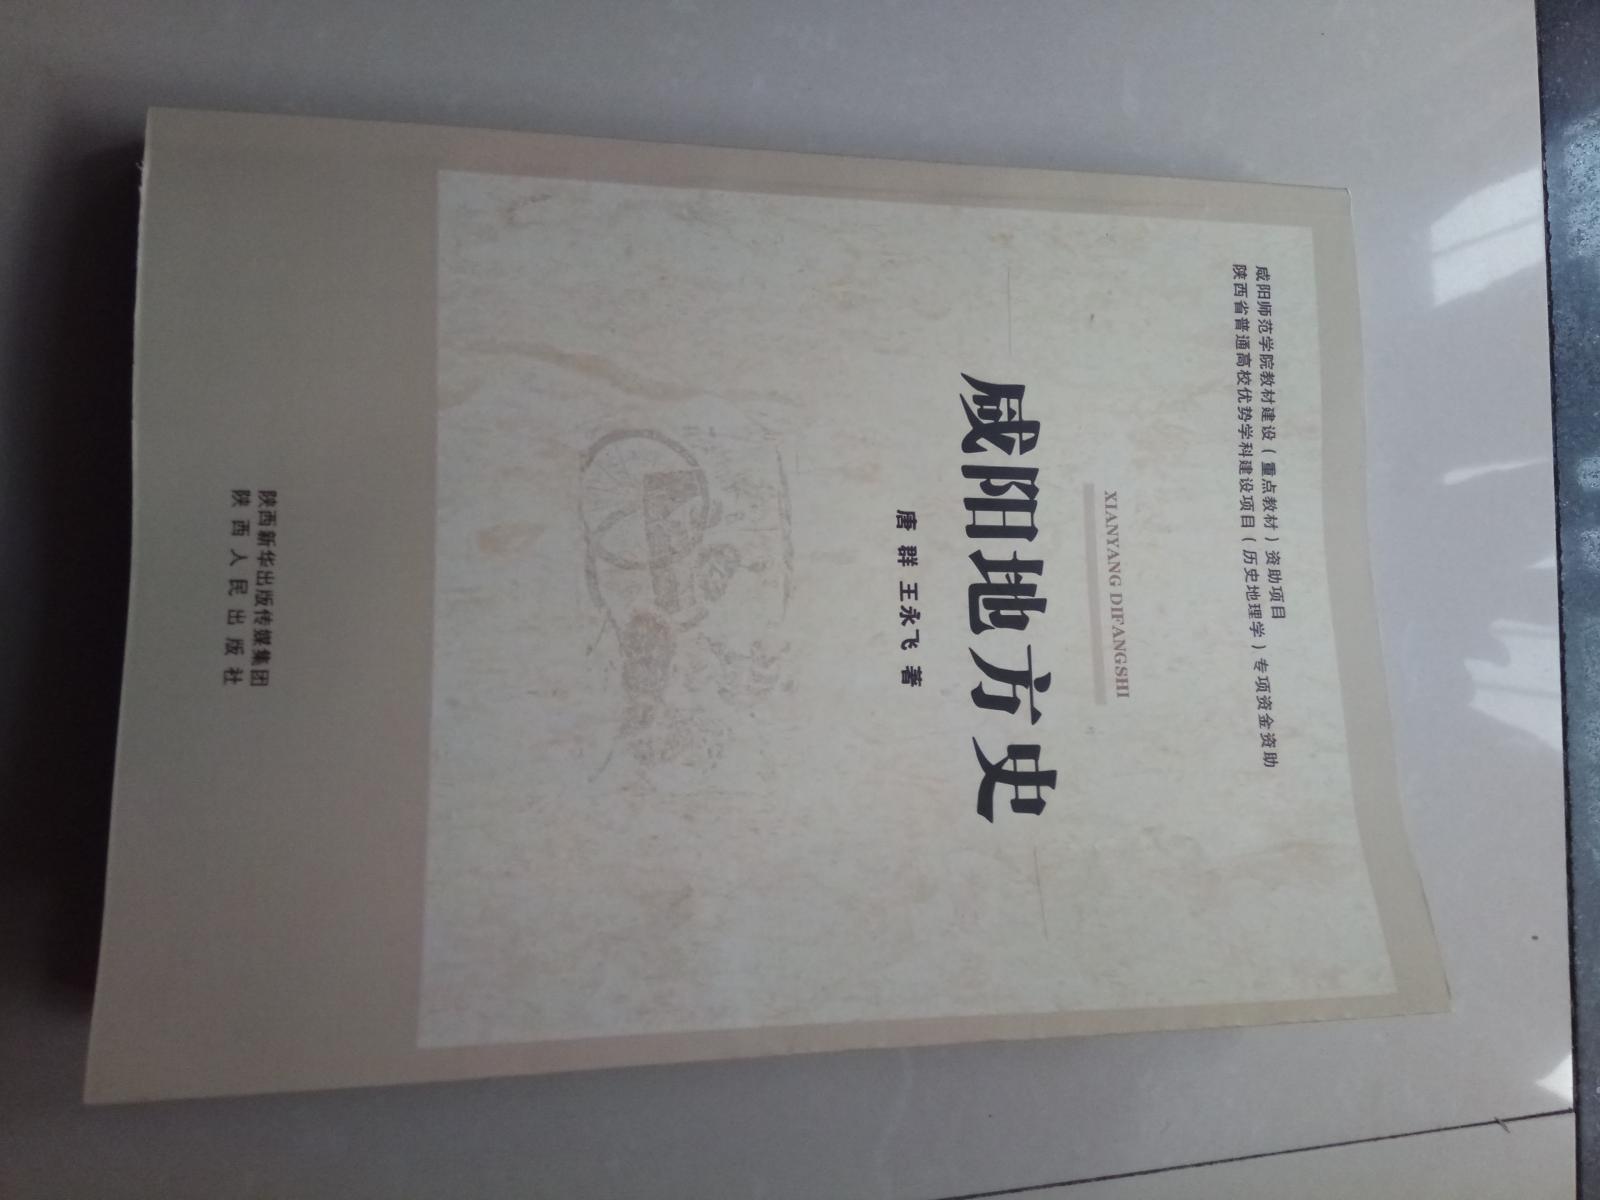 咸阳师范学院教材建设（重点教材）资助项目
陕西省普通高校优势学科建设项目（历史地理学）专项资金资助
XIANYANG DIFANGSHI
咸阳地方史
唐群 王永飞 著
陕西新华出版传媒集团
陕西人民出版社